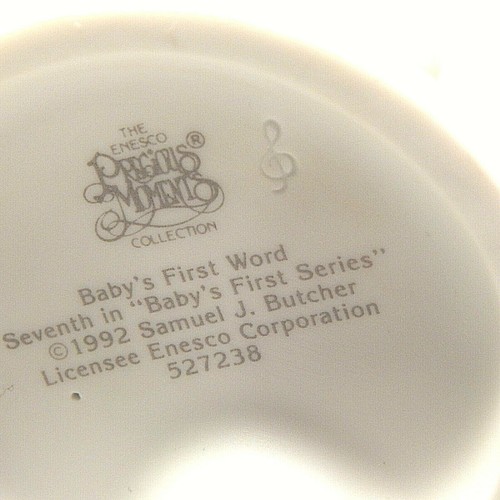 THE
ENESCO
PRECIOUS®
MOMENTS
COLLECTION
Baby's First Word
Seventh in "Baby's First Series"
©1992 Samuel J. Butcher
Licensee Enesco Corporation
527238